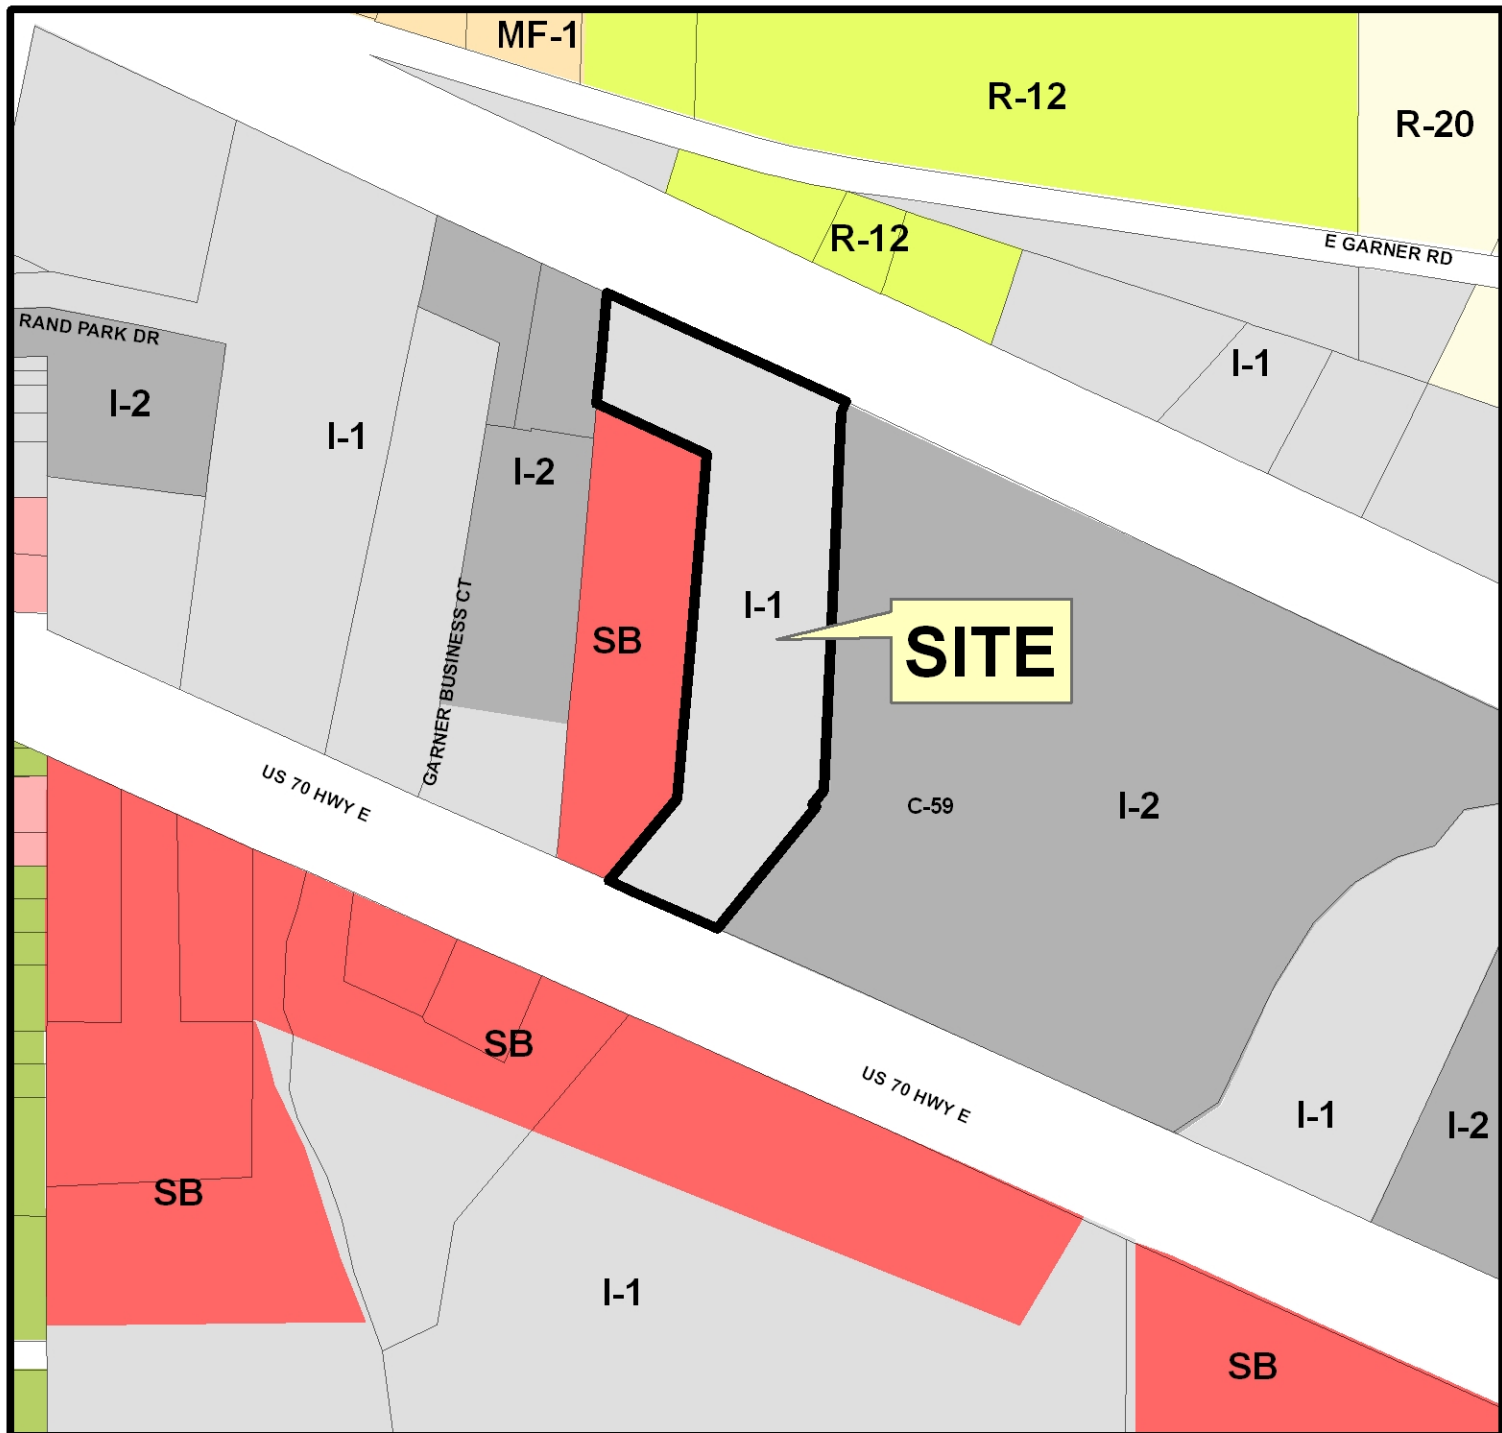 MF-1
R-12
R-20
R-12
E GARNER RD
RAND PARK DR
I-1
I-2
I-1
I-2
I-1
SB
SITE
GARNER BUSINESS CT
US 70 HWY E
C-59
I-2
SB
US 70 HWY E
I-1
I-2
SB
I-1
SB